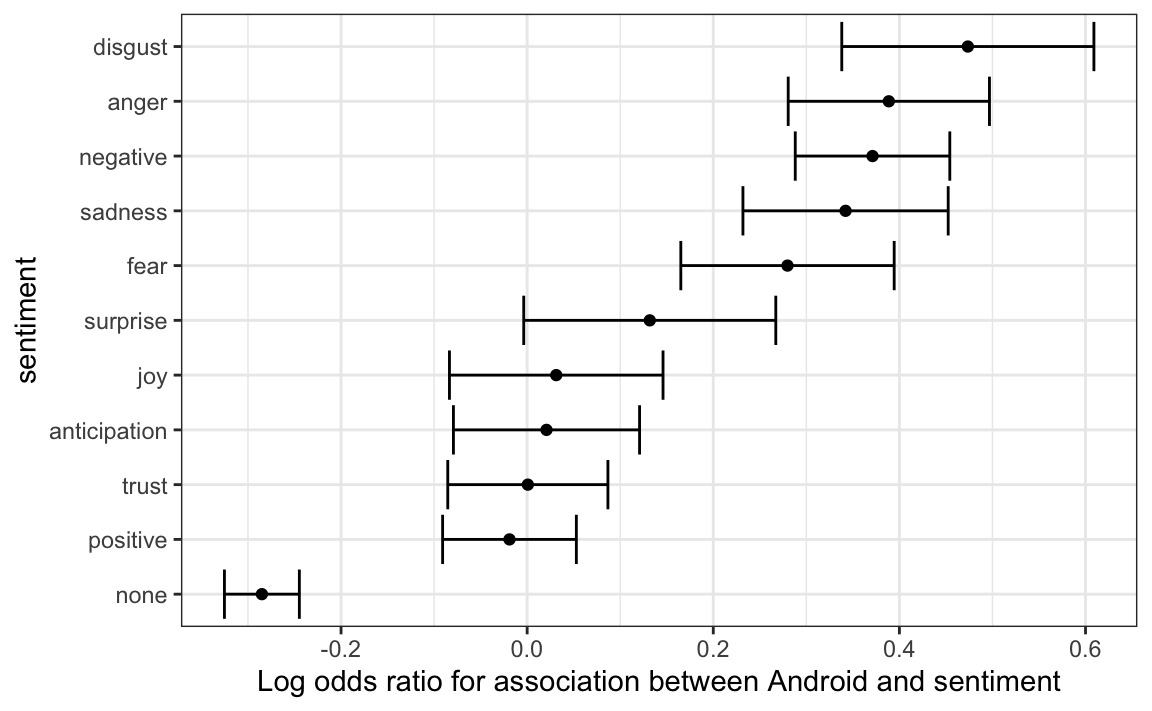 disgust
anger
negative
sadness
fear
surprise
joy
anticipation
trust
positive
none
sentiment
-0.2 0.0 0.2 0.4 0.6
Log odds ratio for association between Android and sentiment